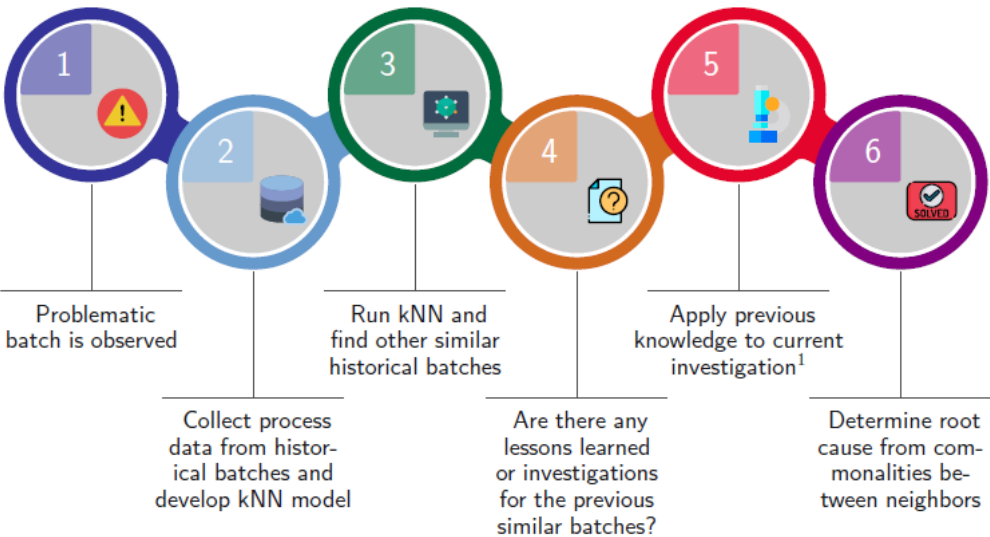 1
Problematic
batch is observed
2
Collect process
data from histor-
ical batches and
develop kNN model
3
Run kNN and
find other similar
historical batches
4
Are there any
lessons learned
or investigations
for the previous
similar batches?
5
Apply previous
knowledge to current
investigation¹
6
SOLVED
Determine root
cause from com-
monalities be-
tween neighbors